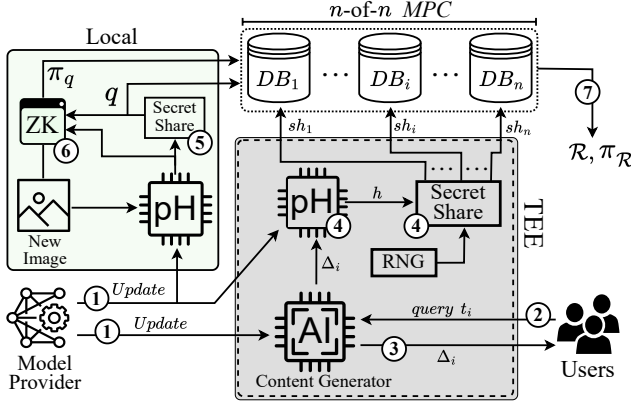 n-of-n MPC
Local
π_q
DB_1 ... DB_i ... DB_n
q
ZK
Secret
Share
5
6
7
sh_1
sh_i
sh_n
R, π_R
... ...
pH
New
Image
pH
4
h
Secret
Share
4
TEE
RNG
Δ_i
1 Update
1 Update
AI
query t_i 2
3 Δ_i
Model
Provider
Content Generator
Users